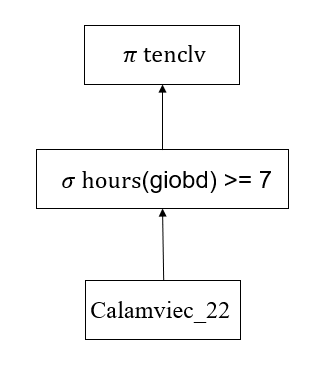 π tenclv
σ hours(giobd) >= 7
Calamviec_22